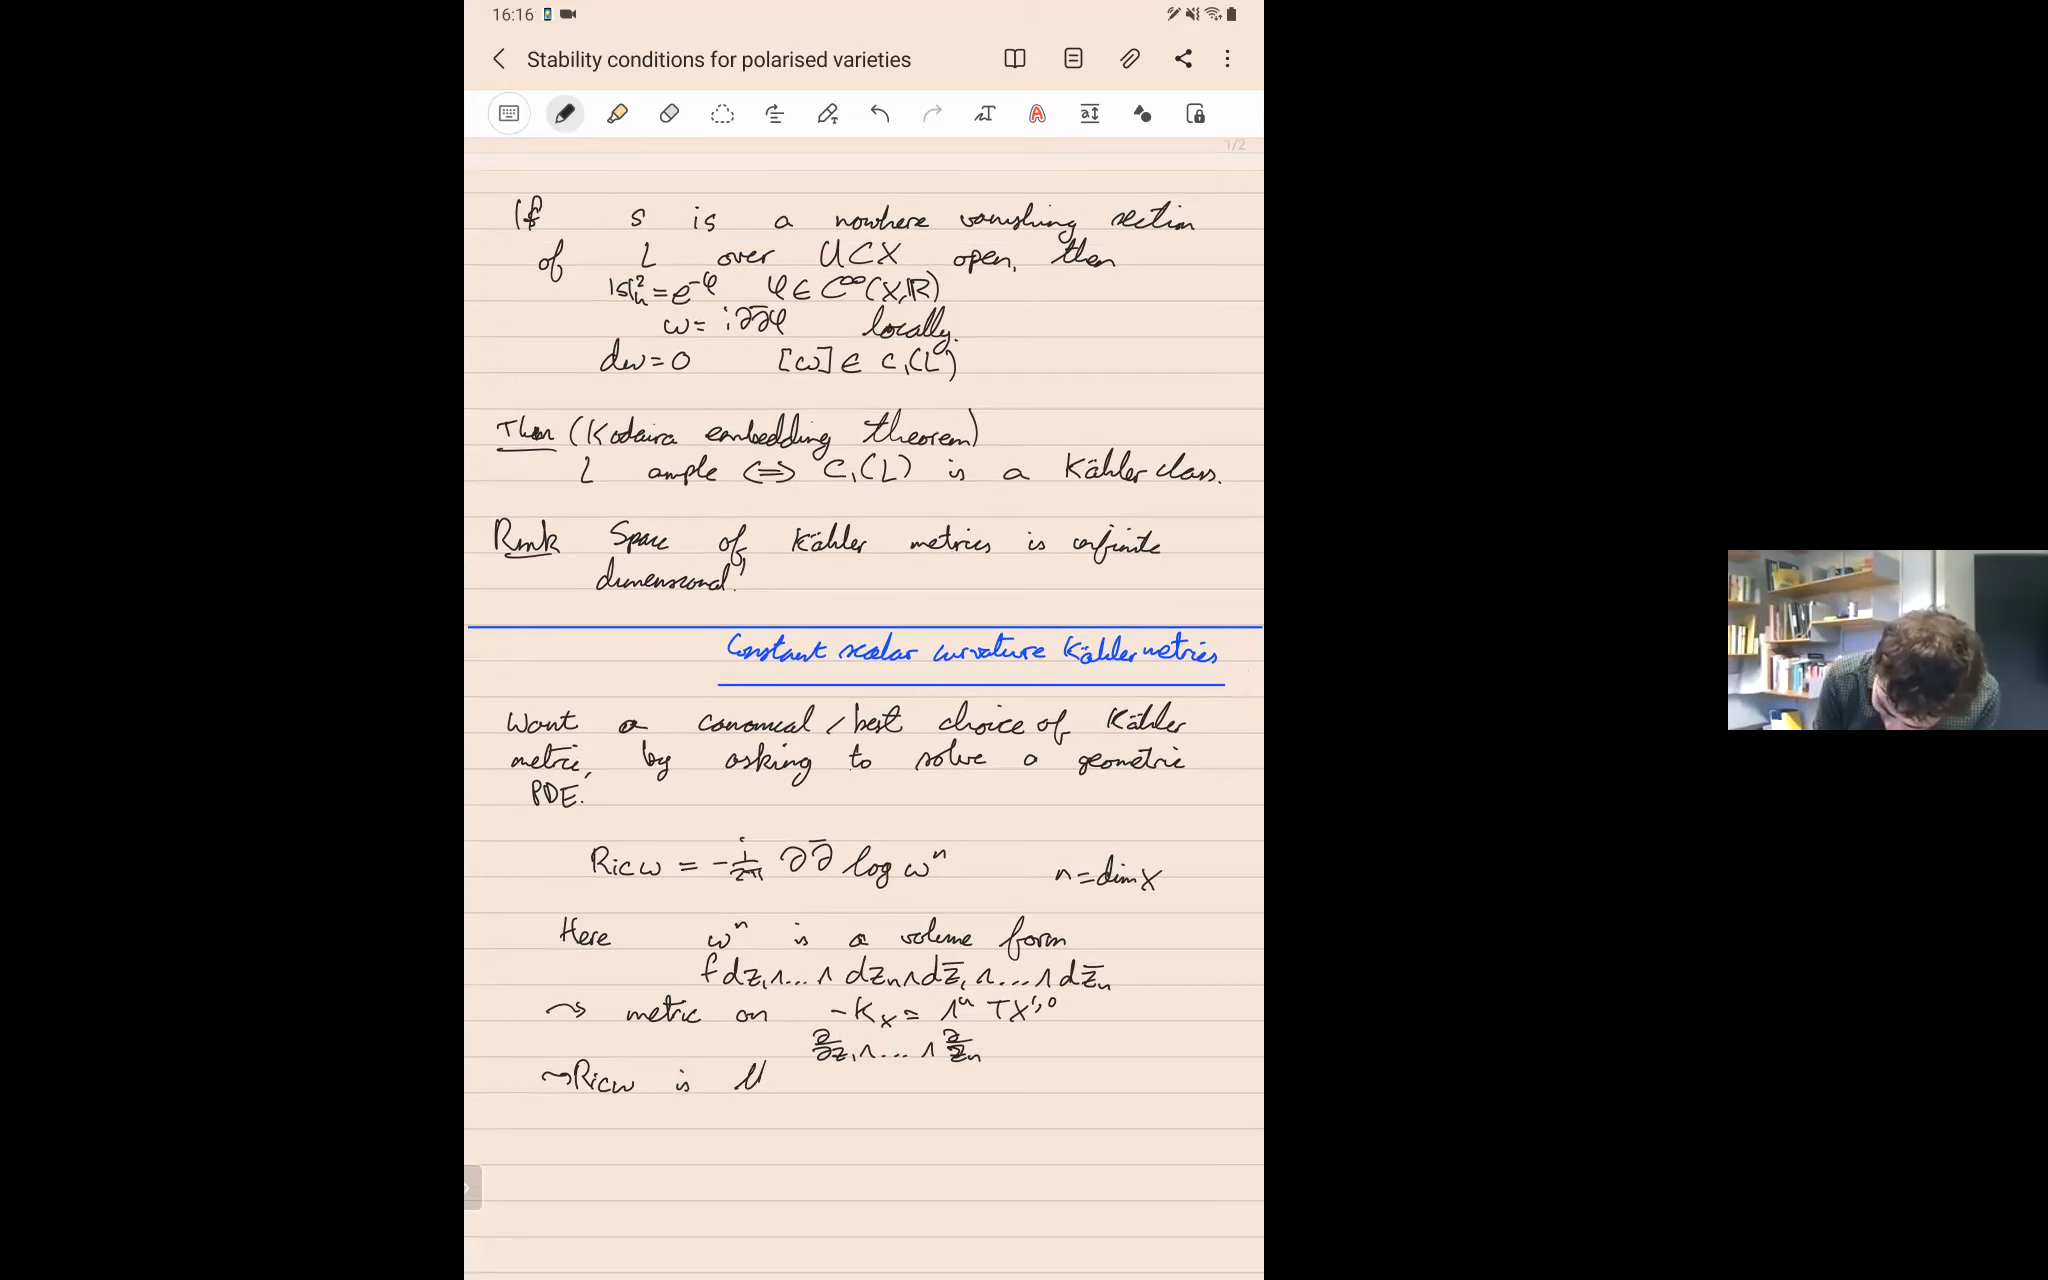 16:16
Stability conditions for polarised varieties
1/2
If s is a nowhere vanishing section
of L over U⊂X open, then
|s|²ₕ = e^{-φ} φ ∈ C^∞(X,ℝ)
ω = i∂∂̄φ locally.
dω = 0 [ω] ∈ c₁(L)
Thm (Kodaira embedding theorem)
L ample ⟺ c₁(L) is a Kähler class.
Rmk Space of Kähler metrics is infinite
dimensional!
Constant scalar curvature Kähler metrics
Want a canonical/best choice of Kähler
metric, by asking to solve a geometric
PDE.
Ric ω = -i/2π ∂∂̄ log ωⁿ n = dim X
Here ωⁿ is a volume form
f dz₁∧...∧dzₙ∧dz̄₁∧...∧dz̄ₙ
⇝ metric on -K_X = Λⁿ TX^{1,0}
∂/∂z₁∧...∧∂/zₙ
⇝ Ric ω is